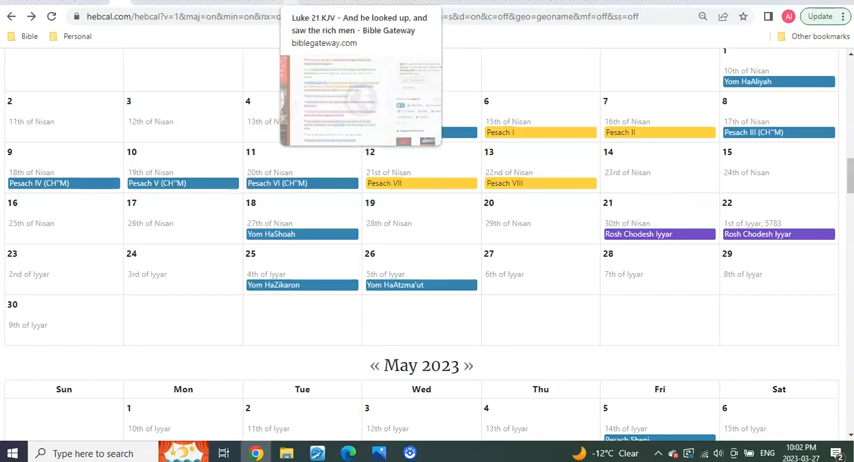 Luke 21 KJV - And he looked up, and
saw the rich men - Bible Gateway
biblegateway.com
hebcal.com/hebcal?v=1&maj=on&min=on&nx=
s&d=on&c=off&geo=geoname&mf=off&ss=off
AI
Update
Bible
Personal
Other bookmarks
1
10th of Nisan
Yom HaAliyah
2
3
4
6
7
8
11th of Nisan
12th of Nisan
13th of N
15th of Nisan
16th of Nisan
17th of Nisan
Pesach I
Pesach II
Pesach III (CH''M)
9
10
11
12
13
14
15
18th of Nisan
19th of Nisan
20th of Nisan
21st of Nisan
22nd of Nisan
23rd of Nisan
24th of Nisan
Pesach IV (CH''M)
Pesach V (CH''M)
Pesach VI (CH''M)
Pesach VII
Pesach VIII
16
17
18
19
20
21
22
25th of Nisan
26th of Nisan
27th of Nisan
28th of Nisan
29th of Nisan
30th of Nisan
1st of Iyyar, 5783
Yom HaShoah
Rosh Chodesh Iyyar
Rosh Chodesh Iyyar
23
24
25
26
27
28
29
2nd of Iyyar
3rd of Iyyar
4th of Iyyar
5th of Iyyar
6th of Iyyar
7th of Iyyar
8th of Iyyar
Yom HaZikaron
Yom HaAtzma'ut
30
9th of Iyyar
« May 2023 »
Sun
Mon
Tue
Wed
Thu
Fri
Sat
1
2
3
4
5
6
10th of Iyyar
11th of Iyyar
12th of Iyyar
13th of Iyyar
14th of Iyyar
15th of Iyyar
Pesach Sheni
Type here to search
-12°C Clear
ENG
10:02 PM
2023-03-27
2